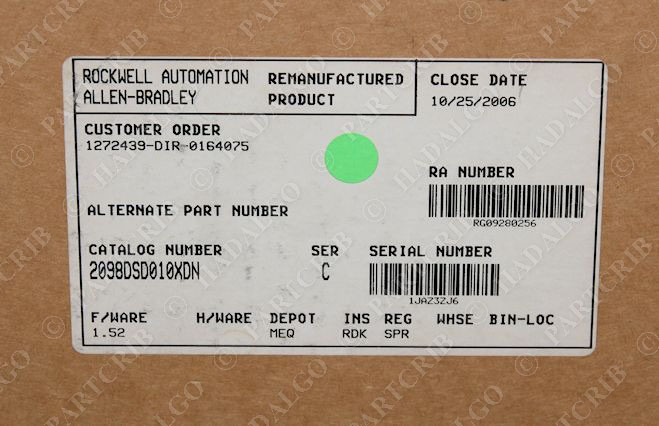 ROCKWELL AUTOMATION REMANUFACTURED CLOSE DATE
ALLEN-BRADLEY PRODUCT 10/25/2006
CUSTOMER ORDER
1272439-DIR-0164075
RA NUMBER
RG09280256
ALTERNATE PART NUMBER
CATALOG NUMBER SER SERIAL NUMBER
2098DSD010XDN C
1JAZ3ZJ6
F/WARE H/WARE DEPOT INS REG WHSE BIN-LOC
1.52 MEQ RDK SPR
© PARTCRIB © HADALGO